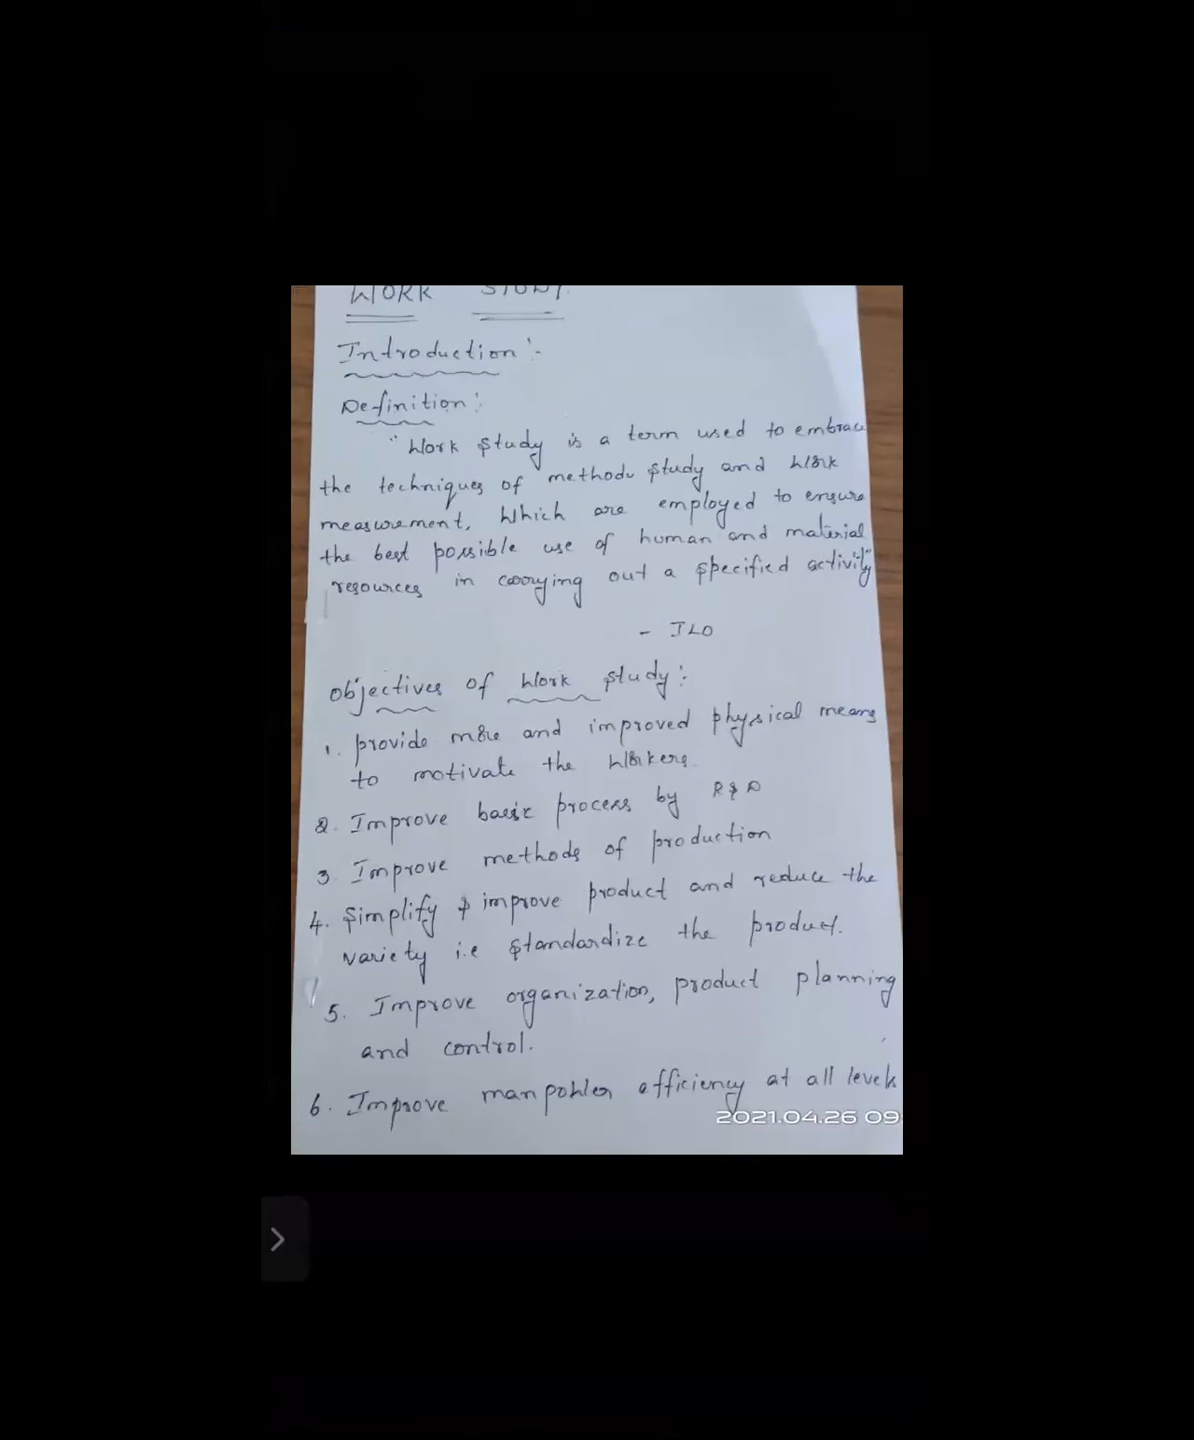 WORK STUDY
Introduction :-
Definition :
"Work study is a term used to embrace
the techniques of methods study and work
measurement, which are employed to ensure
the best possible use of human and material
resources in carrying out a specified activity"
- ILO
Objectives of work study :
1. provide more and improved physical means
to motivate the workers
2. Improve basic process by R & D
3. Improve methods of production
4. Simplify & improve product and reduce the
variety i.e standardize the product.
5. Improve organization, product planning
and control.
6. Improve manpower efficiency at all levels
2021.04.26 09